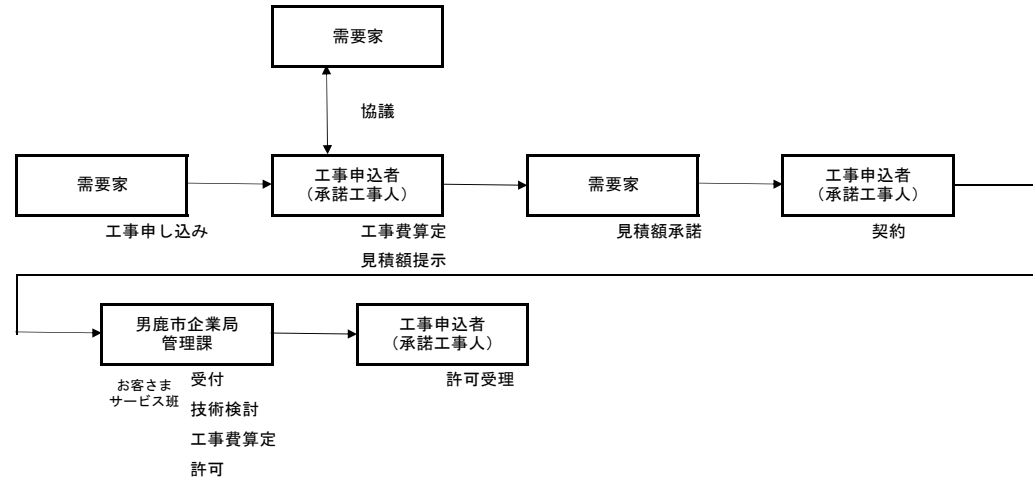 需要家
協議
需要家
工事申込者
（承諾工事人）
需要家
工事申込者
（承諾工事人）
工事申し込み
工事費算定
見積額提示
見積額承諾
契約
男鹿市企業局
管理課
工事申込者
（承諾工事人）
お客さま
サービス班
受付
技術検討
工事費算定
許可
許可受理